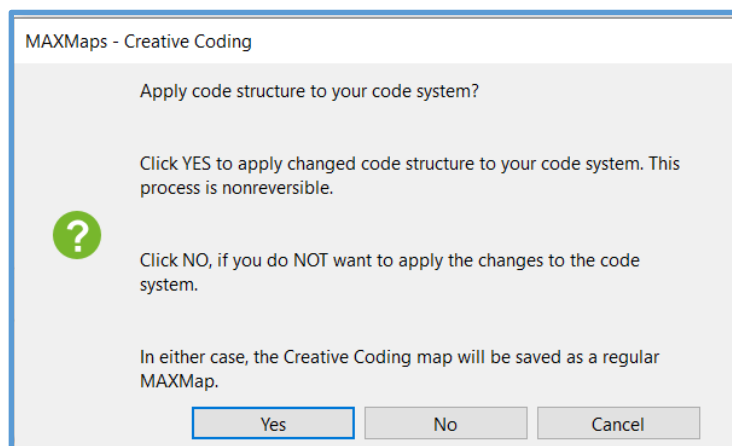 MAXMaps - Creative Coding
Apply code structure to your code system?
Click YES to apply changed code structure to your code system. This
process is nonreversible.
Click NO, if you do NOT want to apply the changes to the code
system.
In either case, the Creative Coding map will be saved as a regular
MAXMap.
Yes No Cancel